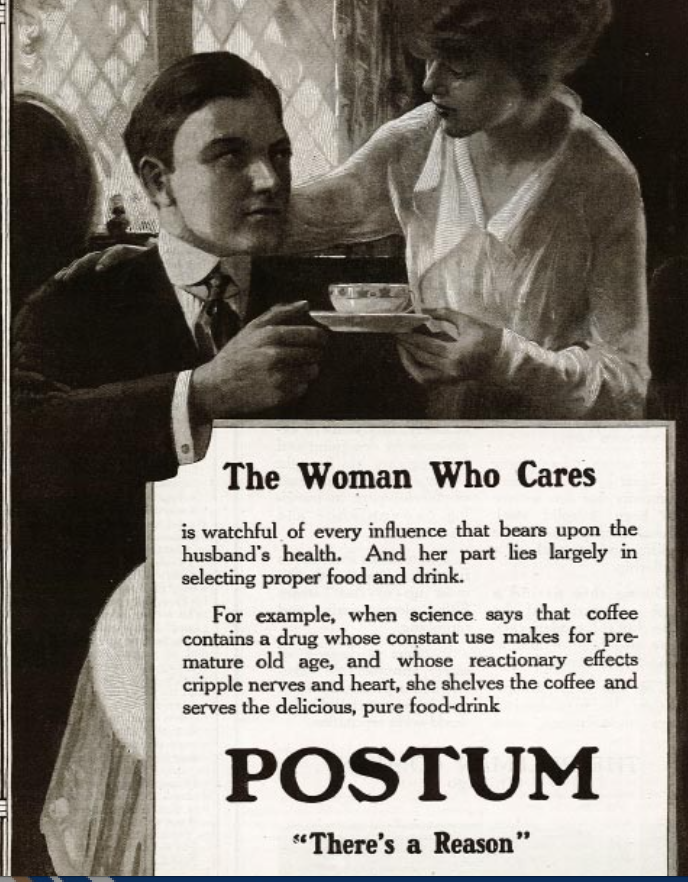 The Woman Who Cares
is watchful of every influence that bears upon the
husband's health. And her part lies largely in
selecting proper food and drink.
For example, when science says that coffee
contains a drug whose constant use makes for pre-
mature old age, and whose reactionary effects
cripple nerves and heart, she shelves the coffee and
serves the delicious, pure food-drink
POSTUM
"There's a Reason"